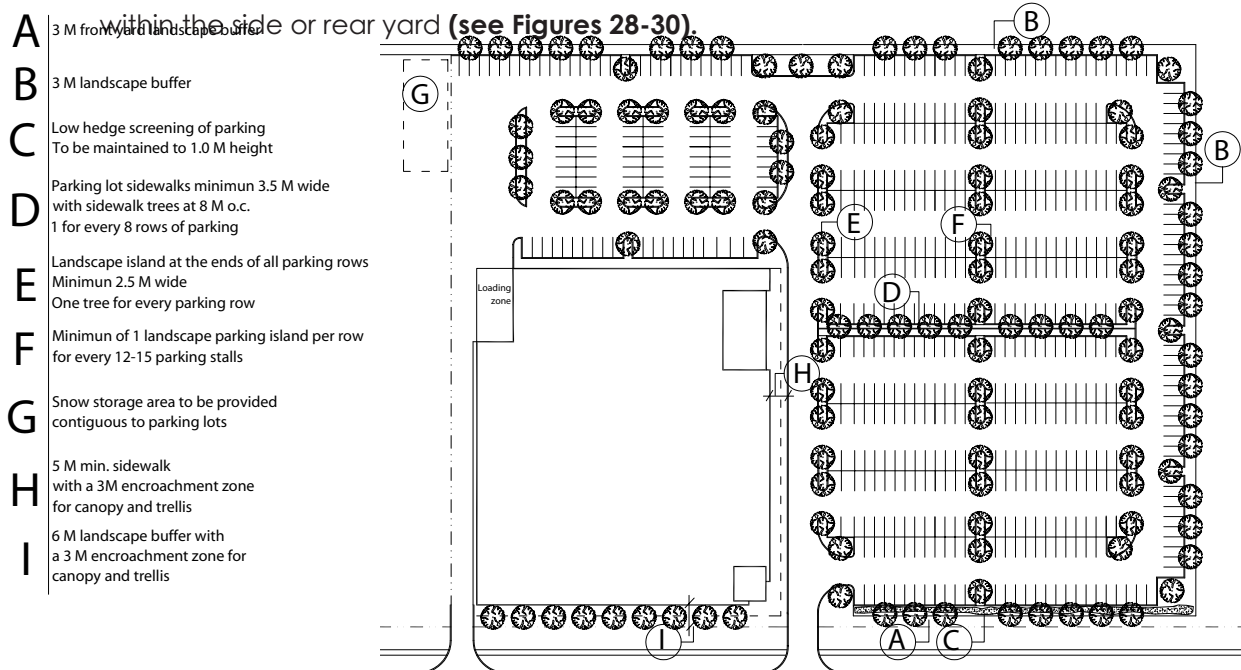 within the side or rear yard (see Figures 28-30).
A
3 M front yard landscape buffer
B
3 M landscape buffer
C
Low hedge screening of parking
To be maintained to 1.0 M height
D
Parking lot sidewalks minimun 3.5 M wide
with sidewalk trees at 8 M o.c.
1 for every 8 rows of parking
E
Landscape island at the ends of all parking rows
Minimun 2.5 M wide
One tree for every parking row
F
Minimun of 1 landscape parking island per row
for every 12-15 parking stalls
G
Snow storage area to be provided
contiguous to parking lots
H
5 M min. sidewalk
with a 3M encroachment zone
for canopy and trellis
I
6 M landscape buffer with
a 3 M encroachment zone for
canopy and trellis
B
G
B
E
F
Loading
zone
D
H
I
A
C